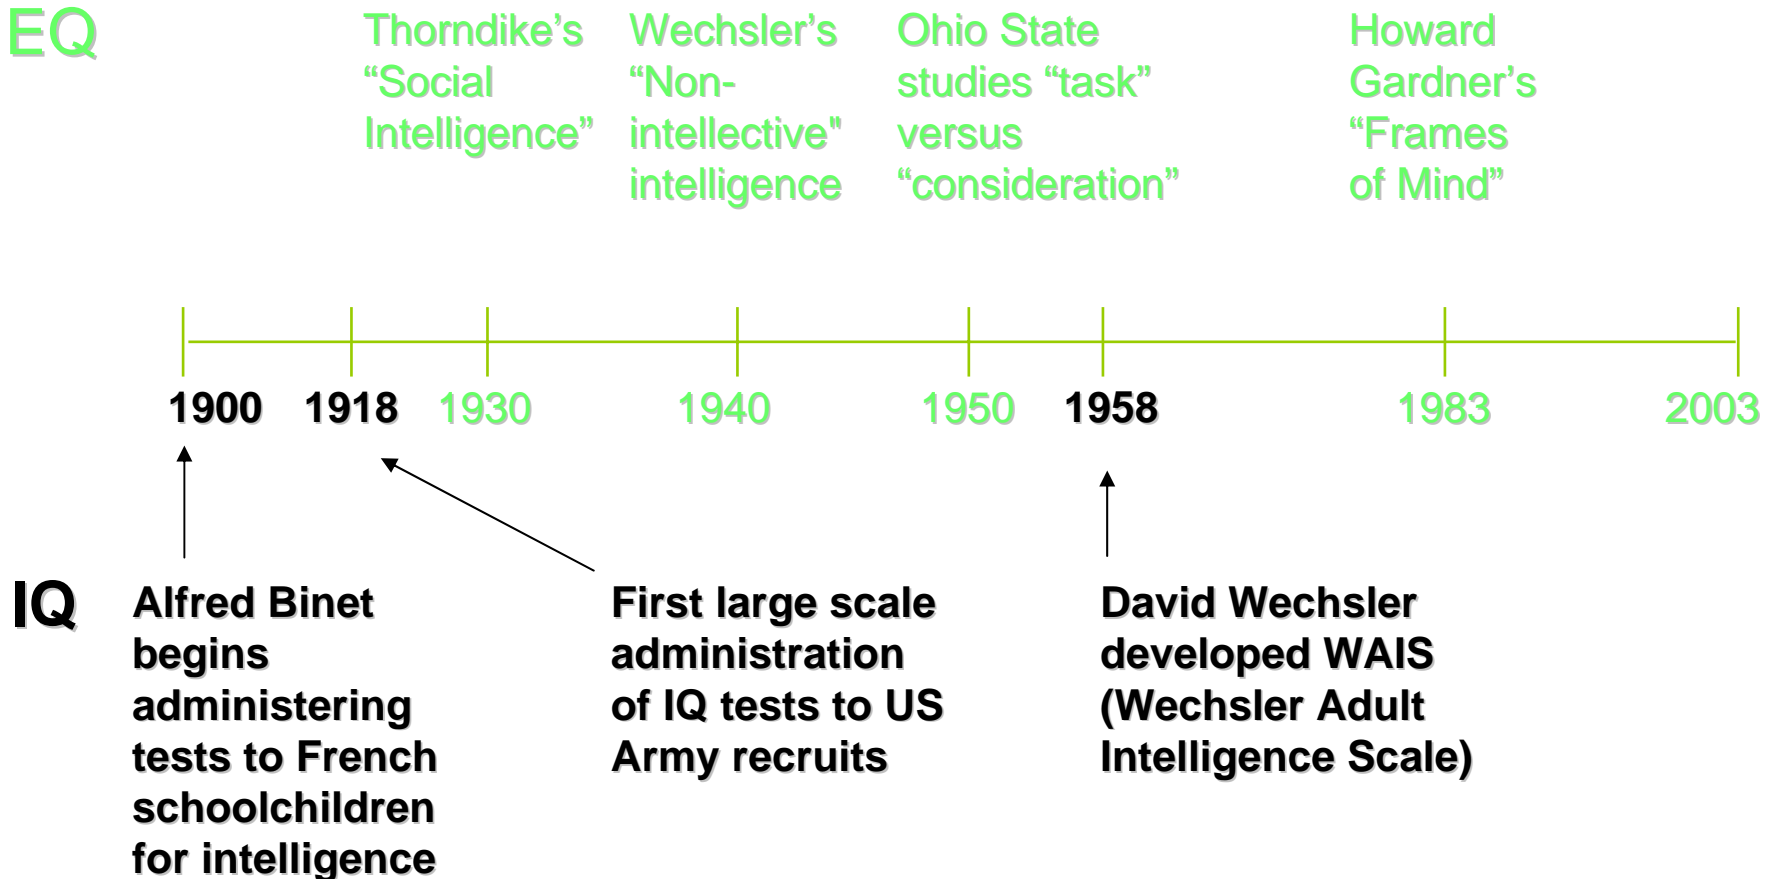 EQ
Thorndike’s
“Social
Intelligence”
Wechsler’s
“Non-
intellective"
intelligence
Ohio State
studies “task”
versus
“consideration”
Howard
Gardner’s
“Frames
of Mind”
1900 1918 1930 1940 1950 1958 1983 2003
IQ
Alfred Binet
begins
administering
tests to French
schoolchildren
for intelligence
First large scale
administration
of IQ tests to US
Army recruits
David Wechsler
developed WAIS
(Wechsler Adult
Intelligence Scale)